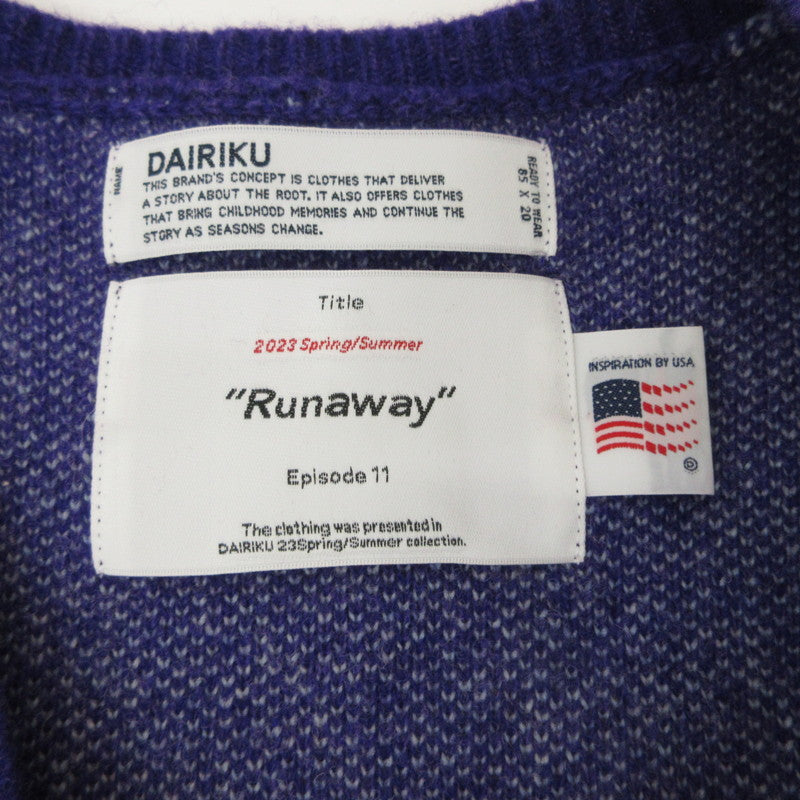 NAME
DAIRIKU
THIS BRAND'S CONCEPT IS CLOTHES THAT DELIVER
A STORY ABOUT THE ROOT. IT ALSO OFFERS CLOTHES
THAT BRING CHILDHOOD MEMORIES AND CONTINUE THE
STORY AS SEASONS CHANGE.
READY TO WEAR
85 X 20
Title
2023 Spring/Summer
"Runaway"
Episode 11
The clothing was presented in
DAIRIKU 23Spring/Summer collection.
INSPIRATION BY USA